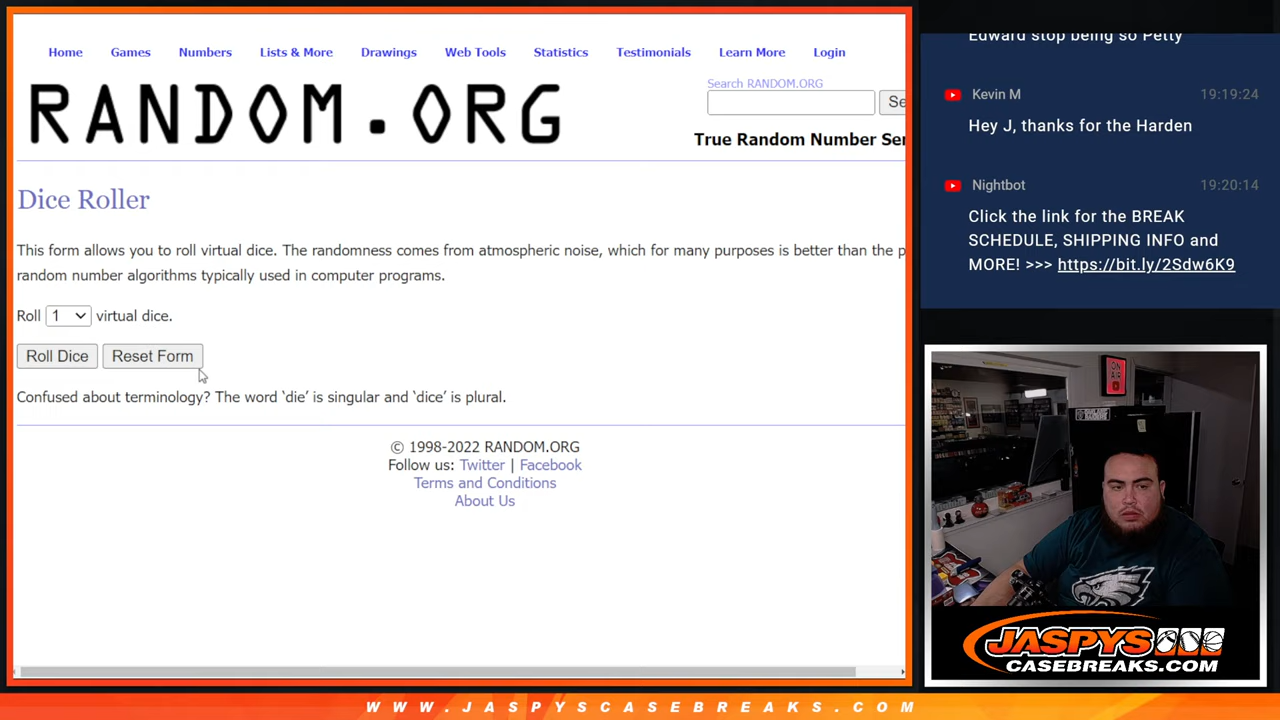 Home Games Numbers Lists & More Drawings Web Tools Statistics Testimonials Learn More Login
RANDOM.ORG
Search RANDOM.ORG
Se
True Random Number Ser
Dice Roller
This form allows you to roll virtual dice. The randomness comes from atmospheric noise, which for many purposes is better than the p
random number algorithms typically used in computer programs.
Roll 1 virtual dice.
Roll Dice Reset Form
Confused about terminology? The word ‘die’ is singular and ‘dice’ is plural.
© 1998-2022 RANDOM.ORG
Follow us: Twitter | Facebook
Terms and Conditions
About Us
Edward stop being so Petty
Kevin M 19:19:24
Hey J, thanks for the Harden
Nightbot 19:20:14
Click the link for the BREAK
SCHEDULE, SHIPPING INFO and
MORE! >>> https://bit.ly/2Sdw6K9
ON
AIR
JASPYS
CASEBREAKS.COM
WWW.JASPYSCASEBREAKS.COM